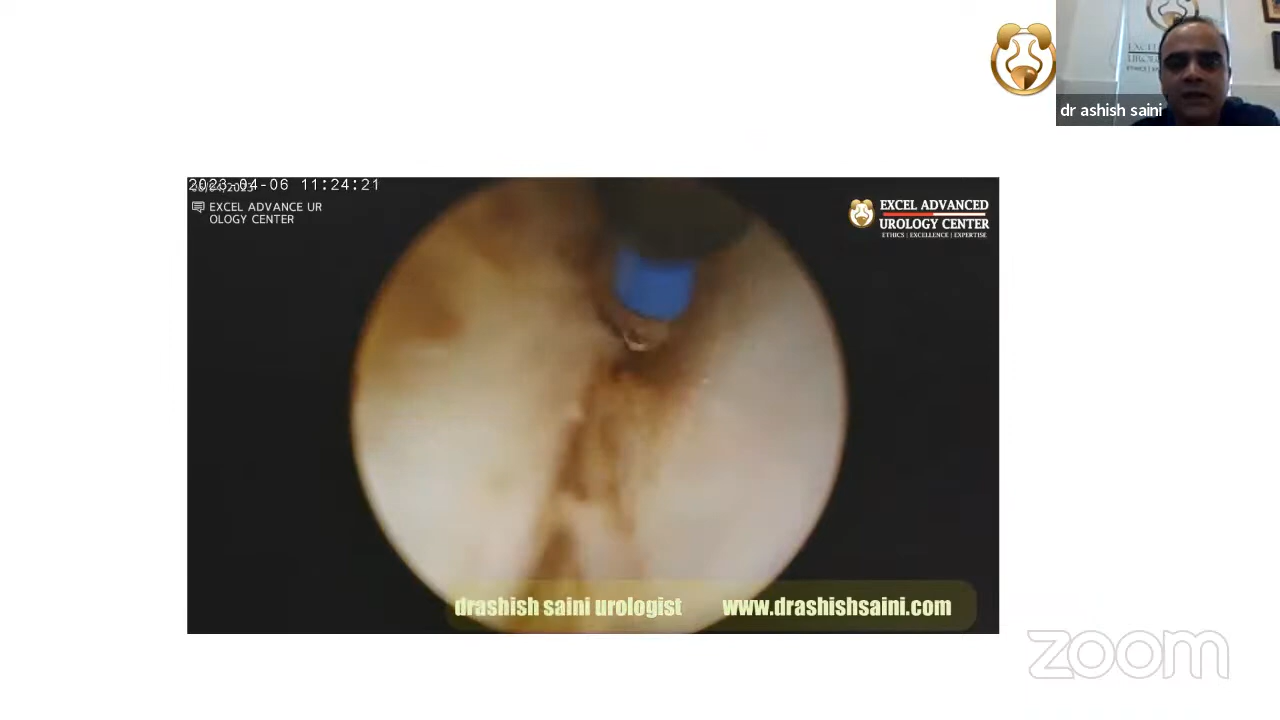 dr ashish saini
2023-04-06 11:24:21
EXCEL ADVANCE UR
OLOGY CENTER
EXCEL ADVANCED
UROLOGY CENTER
ETHICS | EXCELLENCE | EXPERTISE
drashish saini urologist
www.drashishsaini.com
zoom